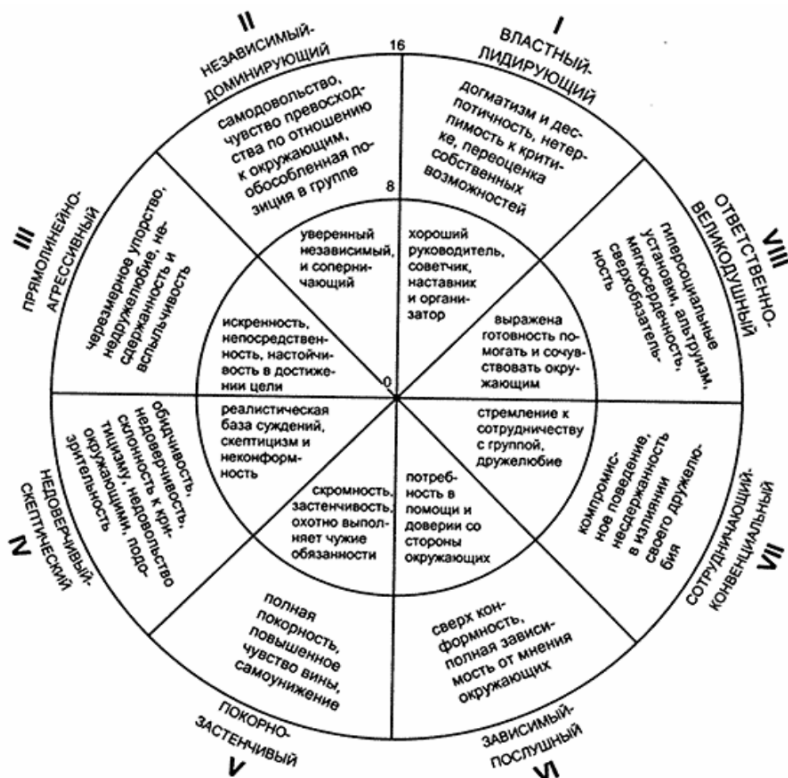 I
ВЛАСТНЫЙ-
ЛИДИРУЮЩИЙ
догматизм и дес-
потичность, нетер-
пимость к крити-
ке, переоценка
собственных
возможностей
хороший
руководитель,
советчик,
наставник
и органи-
затор
II
НЕЗАВИСИМЫЙ-
ДОМИНИРУЮЩИЙ
самодовольство,
чувство превосход-
ства по отношению
к окружающим,
обособленная по-
зиция в группе
уверенный
независимый,
и соперни-
чающий
III
ПРЯМОЛИНЕЙНО-
АГРЕССИВНЫЙ
черезмерное упорство,
недружелюбие, не-
сдержанность и
вспыльчивость
искренность,
непосредствен-
ность, настойчи-
вость в достиже-
нии цели
IV
НЕДОВЕРЧИВЫЙ-
СКЕПТИЧЕСКИЙ
обидчивость,
недоверчивость,
склонность к кри-
тицизму, недовольство
окружающими, подо-
зрительность
реалистическая
база суждений,
скептицизм и
неконформ-
ность
V
ПОКОРНО-
ЗАСТЕНЧИВЫЙ
полная
покорность,
повышенное
чувство вины,
самоунижение
скромность,
застенчивость,
охотно выпол-
няет чужие
обязанности
VI
ЗАВИСИМЫЙ-
ПОСЛУШНЫЙ
сверх кон-
формность,
полная зависи-
мость от мнения
окружающих
потреб-
ность в
помощи и
доверии со
стороны
окружающих
VII
СОТРУДНИЧАЮЩИЙ-
КОНВЕНЦИАЛЬНЫЙ
компромис-
сное поведение,
несдержанность
в излиянии
своего дружелю-
бия
стремление к
сотрудничеству
с группой,
дружелюбие
VIII
ОТВЕТСТВЕННО-
ВЕЛИКОДУШНЫЙ
гиперсоциальные
установки, альтруизм,
мягкосердечность,
сверхобязатель-
ность
выражена
готовность по-
могать и сочув-
ствовать окру-
жающим
16
8
0